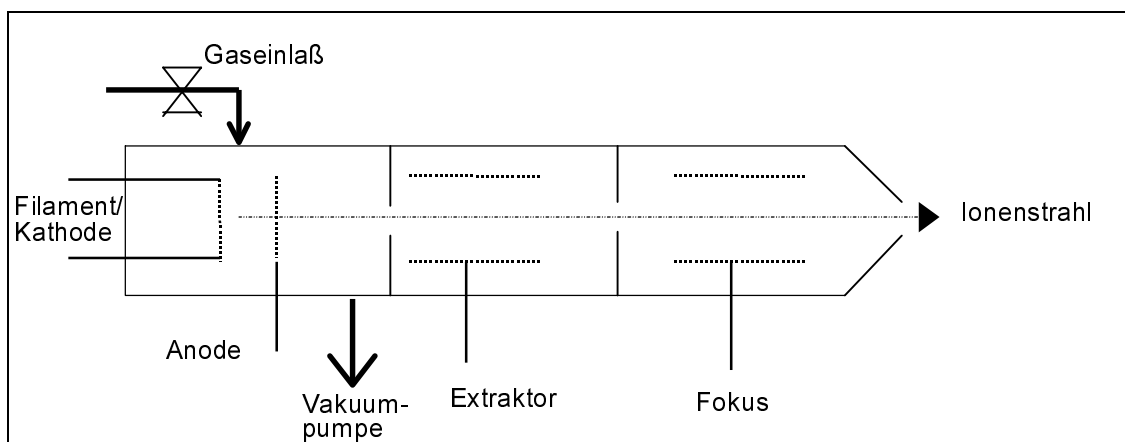 Gaseinlaß
Filament/
Kathode
Ionenstrahl
Anode
Vakuum-
pumpe
Extraktor
Fokus